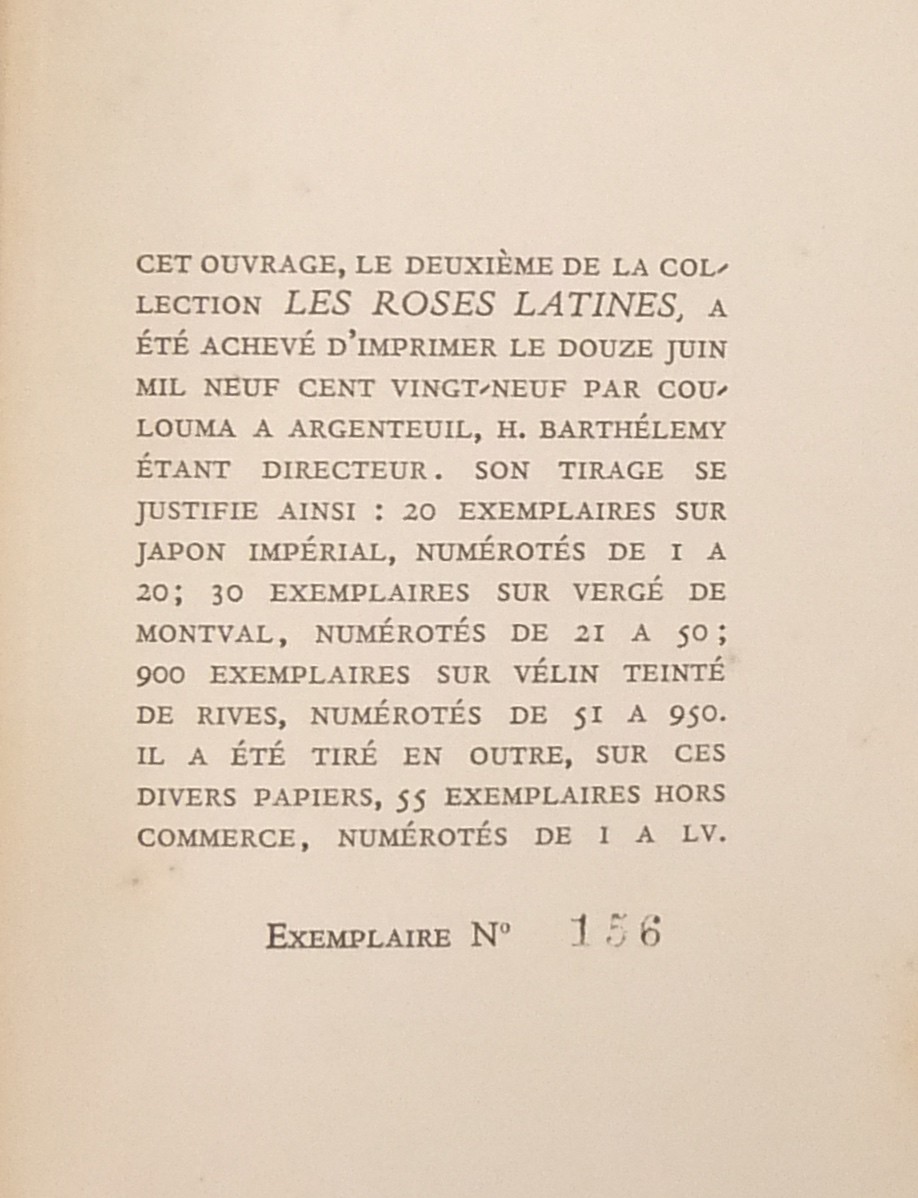 CET OUVRAGE, LE DEUXIÈME DE LA COL-
LECTION LES ROSES LATINES, A
ÉTÉ ACHEVÉ D'IMPRIMER LE DOUZE JUIN
MIL NEUF CENT VINGT-NEUF PAR COU-
LOUMA A ARGENTEUIL, H. BARTHÉLEMY
ÉTANT DIRECTEUR. SON TIRAGE SE
JUSTIFIE AINSI : 20 EXEMPLAIRES SUR
JAPON IMPÉRIAL, NUMÉROTÉS DE 1 A
20; 30 EXEMPLAIRES SUR VERGÉ DE
MONTVAL, NUMÉROTÉS DE 21 A 50 ;
900 EXEMPLAIRES SUR VÉLIN TEINTÉ
DE RIVES, NUMÉROTÉS DE 51 A 950.
IL A ÉTÉ TIRÉ EN OUTRE, SUR CES
DIVERS PAPIERS, 55 EXEMPLAIRES HORS
COMMERCE, NUMÉROTÉS DE I A LV.
EXEMPLAIRE Nº 156